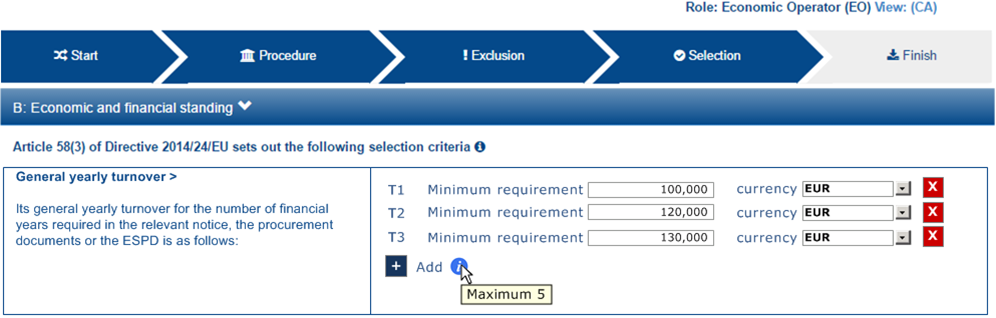 Role: Economic Operator (EO) View: (CA)
Start Procedure Exclusion Selection Finish
B: Economic and financial standing
Article 58(3) of Directive 2014/24/EU sets out the following selection criteria
General yearly turnover >
Its general yearly turnover for the number of financial
years required in the relevant notice, the procurement
documents or the ESPD is as follows:
T1 Minimum requirement 100,000 currency EUR X
T2 Minimum requirement 120,000 currency EUR X
T3 Minimum requirement 130,000 currency EUR X
+ Add i
Maximum 5